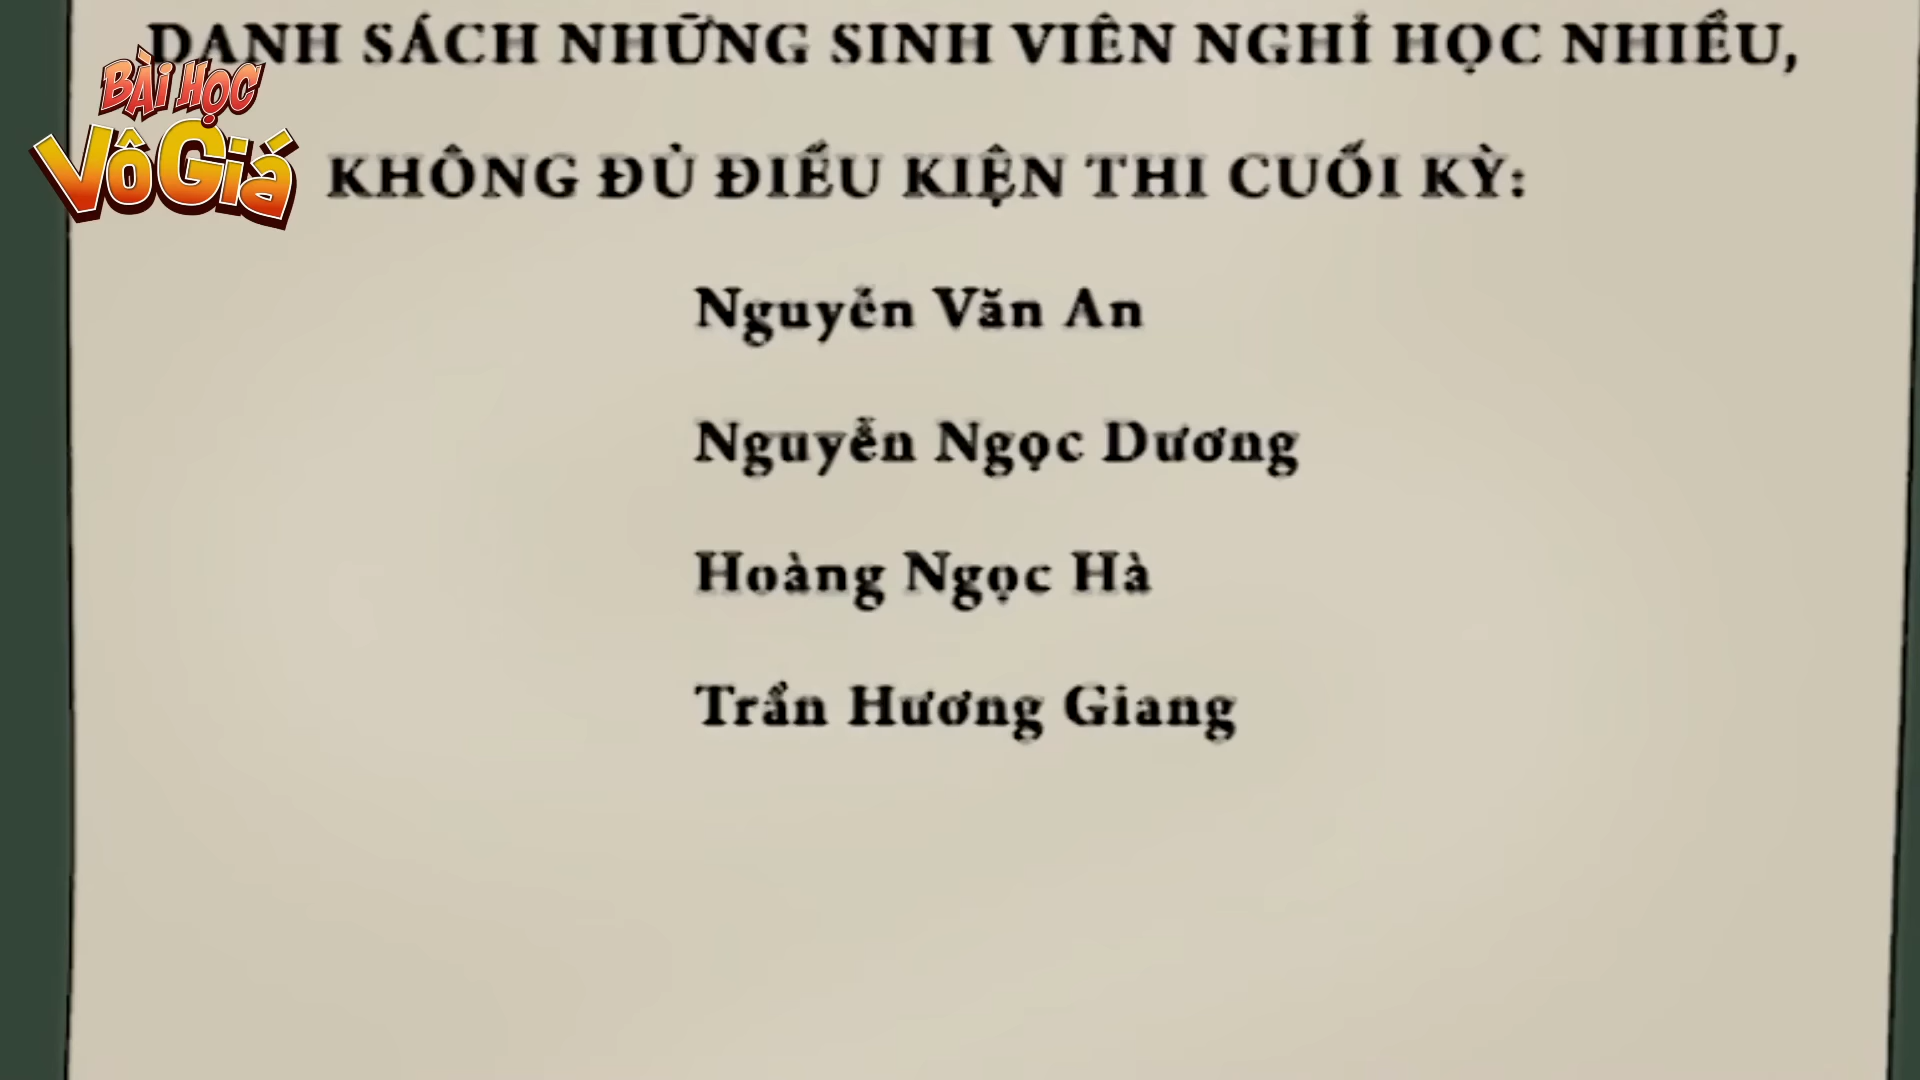 DANH SÁCH NHỮNG SINH VIÊN NGHỈ HỌC NHIỀU,
BÀI HỌC
VÔ GIÁ
KHÔNG ĐỦ ĐIỀU KIỆN THI CUỐI KỲ:
Nguyễn Văn An
Nguyễn Ngọc Dương
Hoàng Ngọc Hà
Trần Hương Giang